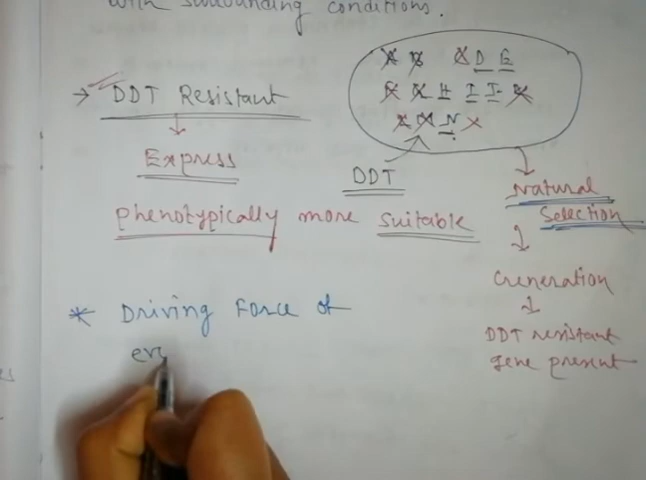 with surrounding conditions.
D E
→ DDT Resistant
H I I
N
↓
Express
DDT
Natural
Selection
phenotypically more suitable
↓
Generation
↓
DDT resistant
gene present
* Driving Force of
ev